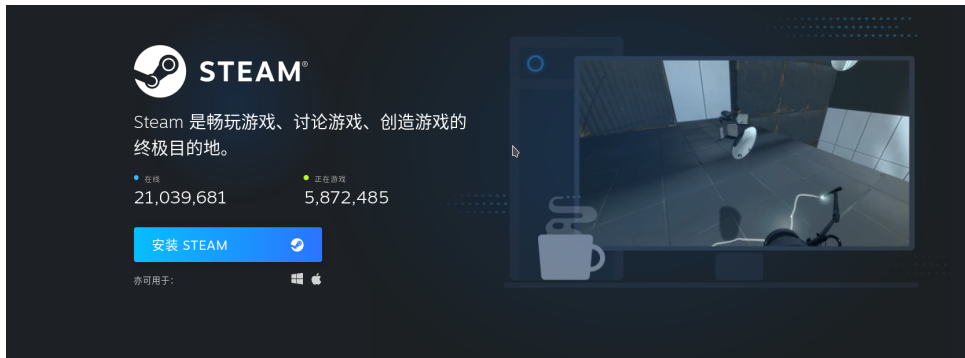 STEAM®
Steam 是畅玩游戏、讨论游戏、创造游戏的
终极目的地。
在线
正在游戏
21,039,681
5,872,485
安装 STEAM
亦可用于：